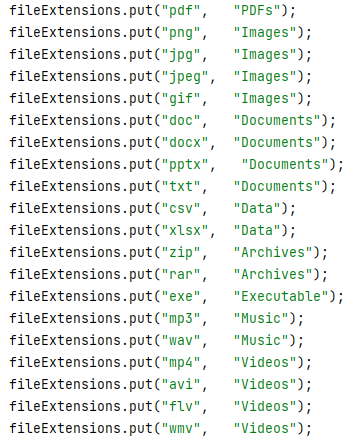 fileExtensions.put("pdf",   "PDFs");
fileExtensions.put("png",   "Images");
fileExtensions.put("jpg",   "Images");
fileExtensions.put("jpeg",  "Images");
fileExtensions.put("gif",   "Images");
fileExtensions.put("doc",   "Documents");
fileExtensions.put("docx",  "Documents");
fileExtensions.put("pptx",   "Documents");
fileExtensions.put("txt",   "Documents");
fileExtensions.put("csv",   "Data");
fileExtensions.put("xlsx",  "Data");
fileExtensions.put("zip",   "Archives");
fileExtensions.put("rar",   "Archives");
fileExtensions.put("exe",   "Executable");
fileExtensions.put("mp3",   "Music");
fileExtensions.put("wav",   "Music");
fileExtensions.put("mp4",   "Videos");
fileExtensions.put("avi",   "Videos");
fileExtensions.put("flv",   "Videos");
fileExtensions.put("wmv",   "Videos");